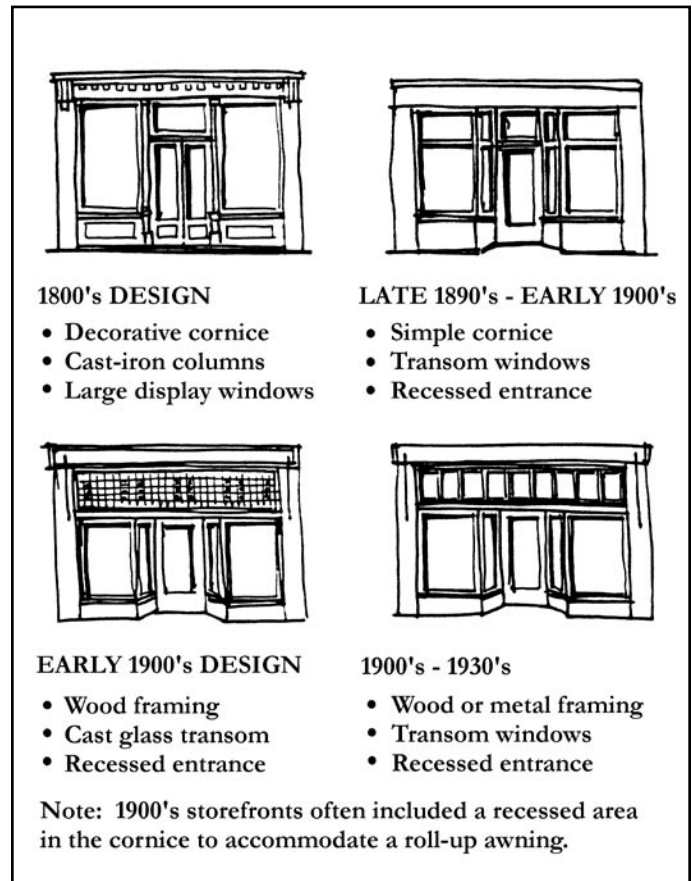 1800's DESIGN
• Decorative cornice
• Cast-iron columns
• Large display windows
LATE 1890's - EARLY 1900's
• Simple cornice
• Transom windows
• Recessed entrance
EARLY 1900's DESIGN
• Wood framing
• Cast glass transom
• Recessed entrance
1900's - 1930's
• Wood or metal framing
• Transom windows
• Recessed entrance
Note: 1900's storefronts often included a recessed area
in the cornice to accommodate a roll-up awning.